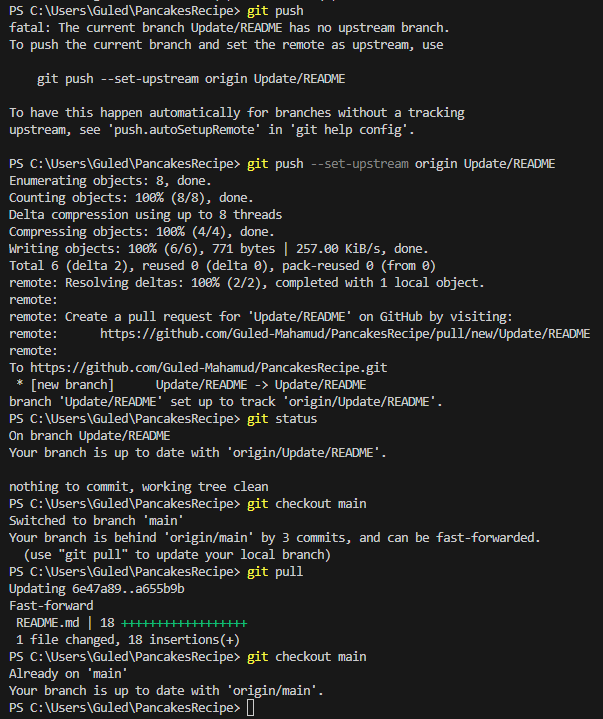 PS C:\Users\Guled\PancakesRecipe> git push
fatal: The current branch Update/README has no upstream branch.
To push the current branch and set the remote as upstream, use

    git push --set-upstream origin Update/README

To have this happen automatically for branches without a tracking
upstream, see 'push.autoSetupRemote' in 'git help config'.

PS C:\Users\Guled\PancakesRecipe> git push --set-upstream origin Update/README
Enumerating objects: 8, done.
Counting objects: 100% (8/8), done.
Delta compression using up to 8 threads
Compressing objects: 100% (4/4), done.
Writing objects: 100% (6/6), 771 bytes | 257.00 KiB/s, done.
Total 6 (delta 2), reused 0 (delta 0), pack-reused 0 (from 0)
remote: Resolving deltas: 100% (2/2), completed with 1 local object.
remote:
remote: Create a pull request for 'Update/README' on GitHub by visiting:
remote:      https://github.com/Guled-Mahamud/PancakesRecipe/pull/new/Update/README
remote:
To https://github.com/Guled-Mahamud/PancakesRecipe.git
 * [new branch]      Update/README -> Update/README
branch 'Update/README' set up to track 'origin/Update/README'.
PS C:\Users\Guled\PancakesRecipe> git status
On branch Update/README
Your branch is up to date with 'origin/Update/README'.

nothing to commit, working tree clean
PS C:\Users\Guled\PancakesRecipe> git checkout main
Switched to branch 'main'
Your branch is behind 'origin/main' by 3 commits, and can be fast-forwarded.
  (use "git pull" to update your local branch)
PS C:\Users\Guled\PancakesRecipe> git pull
Updating 6e47a89..a655b9b
Fast-forward
 README.md | 18 ++++++++++++++++++
 1 file changed, 18 insertions(+)
PS C:\Users\Guled\PancakesRecipe> git checkout main
Already on 'main'
Your branch is up to date with 'origin/main'.
PS C:\Users\Guled\PancakesRecipe>